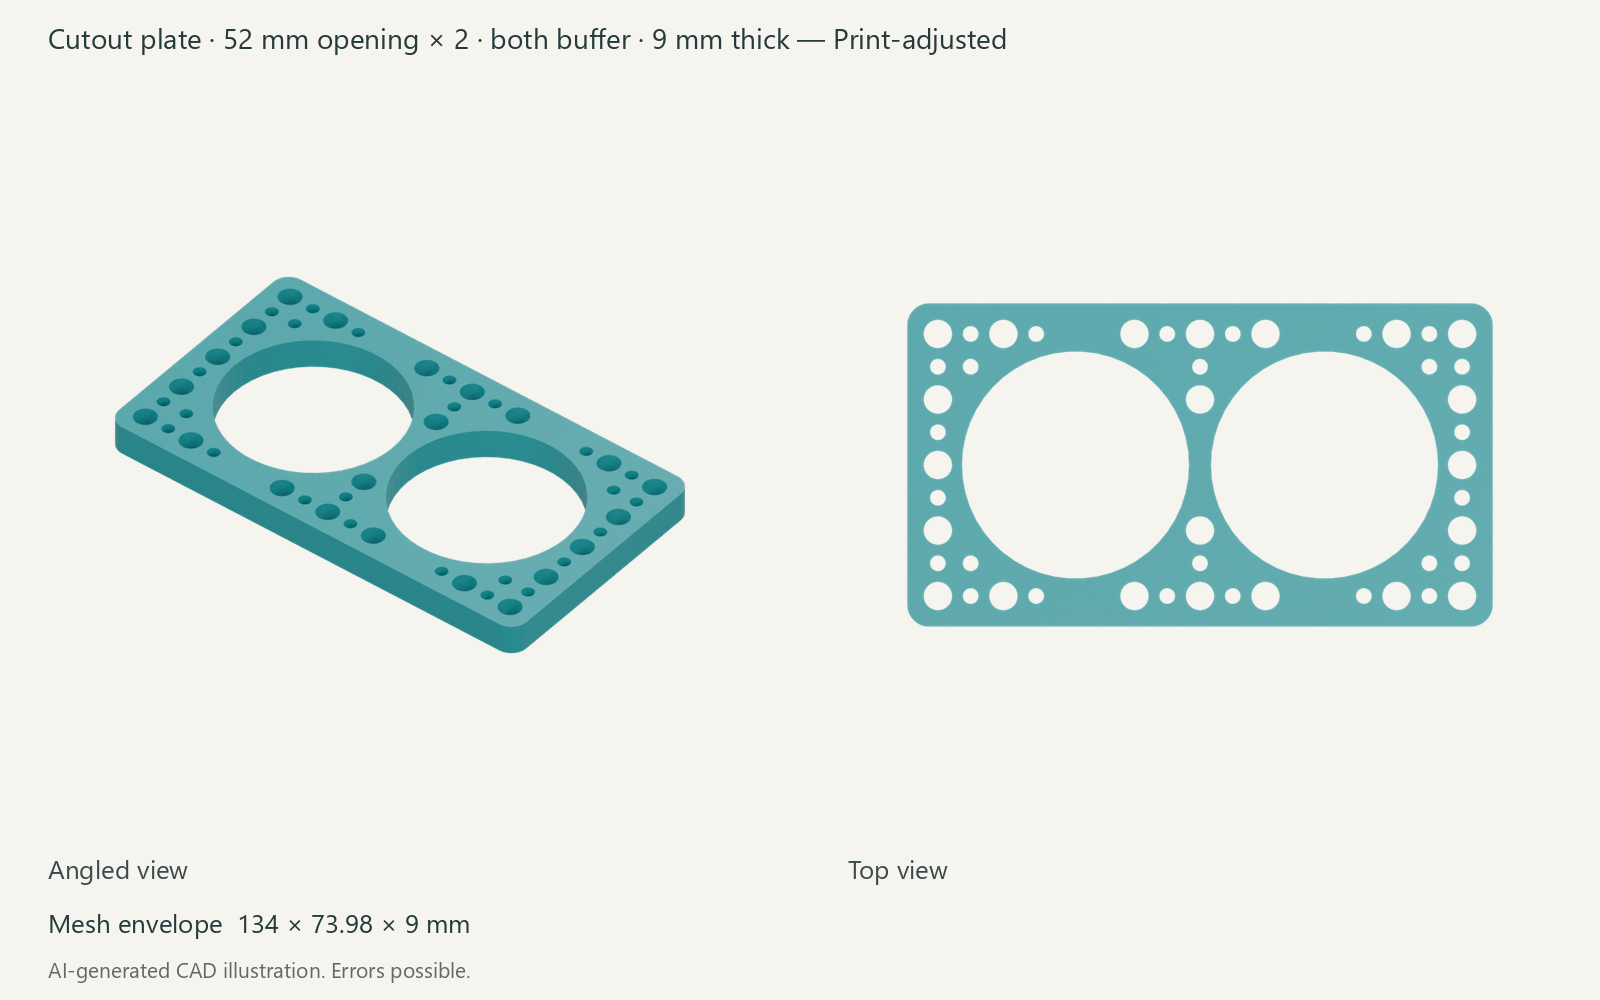 Cutout plate · 52 mm opening × 2 · both buffer · 9 mm thick — Print-adjusted
Angled view
Top view
Mesh envelope 134 × 73.98 × 9 mm
AI-generated CAD illustration. Errors possible.